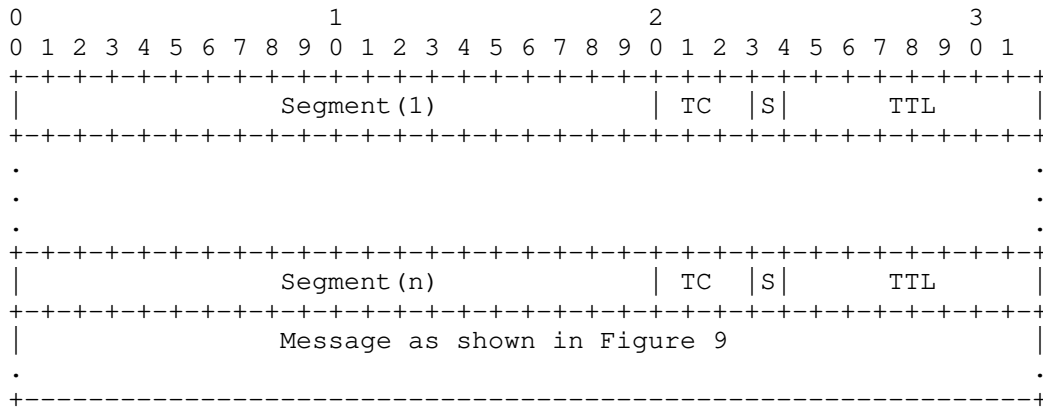 0                   1                   2                   3
0 1 2 3 4 5 6 7 8 9 0 1 2 3 4 5 6 7 8 9 0 1 2 3 4 5 6 7 8 9 0 1
+-+-+-+-+-+-+-+-+-+-+-+-+-+-+-+-+-+-+-+-+-+-+-+-+-+-+-+-+-+-+-+-+
|                Segment(1)             | TC  |S|      TTL      |
+-+-+-+-+-+-+-+-+-+-+-+-+-+-+-+-+-+-+-+-+-+-+-+-+-+-+-+-+-+-+-+-+
.                                                               .
.                                                               .
.                                                               .
+-+-+-+-+-+-+-+-+-+-+-+-+-+-+-+-+-+-+-+-+-+-+-+-+-+-+-+-+-+-+-+-+
|                Segment(n)             | TC  |S|      TTL      |
+-+-+-+-+-+-+-+-+-+-+-+-+-+-+-+-+-+-+-+-+-+-+-+-+-+-+-+-+-+-+-+-+
|                Message as shown in Figure 9                   |
.                                                               .
+---------------------------------------------------------------+